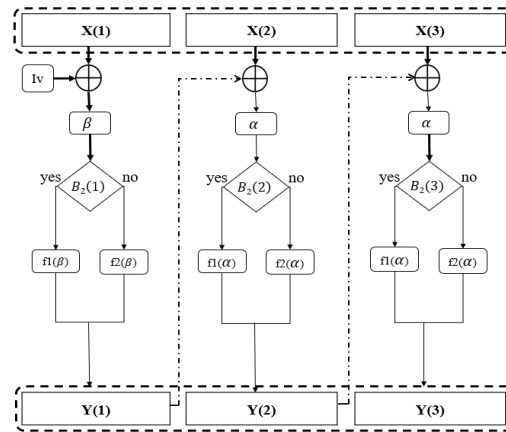 X(1) X(2) X(3)
Iv
β α α
yes B₂(1) no yes B₂(2) no yes B₂(3) no
f1(β) f2(β) f1(α) f2(α) f1(α) f2(α)
Y(1) Y(2) Y(3)